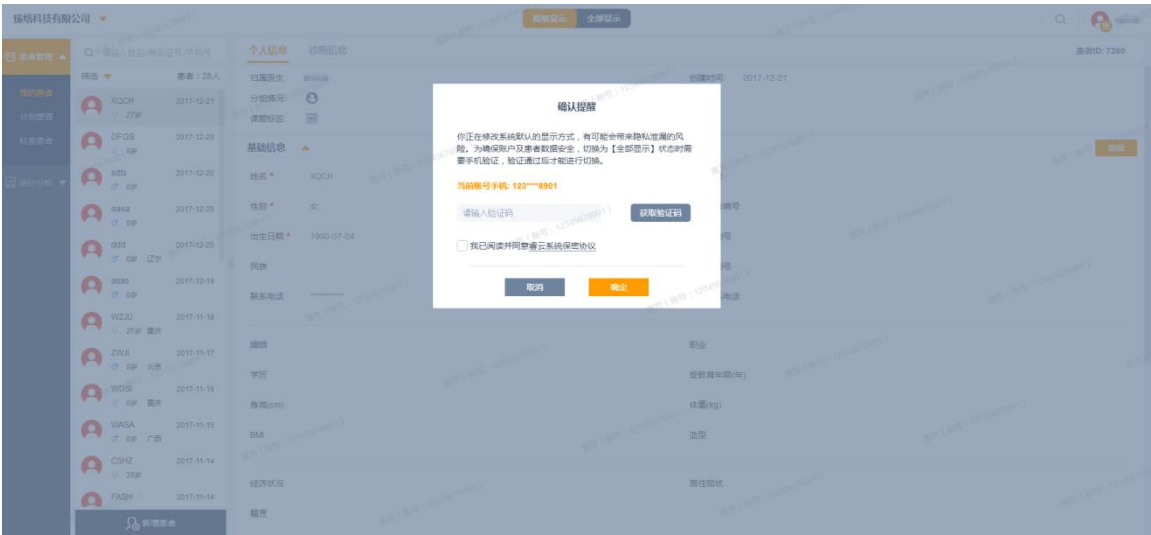 臻恰科技有限公司
脱敏显示 全部显示
患者管理
请输入姓名/身份证号/手机号
个人信息 诊断信息
患者ID: 7260
筛选 患者：25人
归属医生
创建时间 2017-12-21
我的患者
分组管理
科室患者
统计分析
XQCH 2017-12-21
27岁
分组情况
课题标签
DFGS 2017-12-20
0岁
基础信息
编辑
sdfs 2017-12-20
0岁
姓名 * XQCH
aasa 2017-12-20
0岁
性别 * 女
编号
ddd 2017-12-20
0岁 辽宁
出生日期 * 1990-07-04
asas 2017-12-18
0岁
民族
联系电话 ***********
电话
WZJU 2017-11-18
25岁 重庆
ZWJI 2017-11-17
0岁 北京
婚姻
职业
学历
受教育年限(年)
WDSI 2017-11-16
0岁 重庆
身高(cm)
体重(kg)
WASA 2017-11-15
0岁 广西
BMI
血型
CSHZ 2017-11-14
39岁
经济状况
居住现状
FASH 2017-11-14
籍贯
新增患者
确认提醒
你正在修改系统默认的显示方式，有可能会带来隐私泄漏的风
险。为确保账户及患者数据安全，切换为【全部显示】状态时需
要手机验证，验证通过后才能进行切换。
当前账号手机: 123****8901
请输入验证码 获取验证码
我已阅读并同意睿云系统保密协议
取消 确定